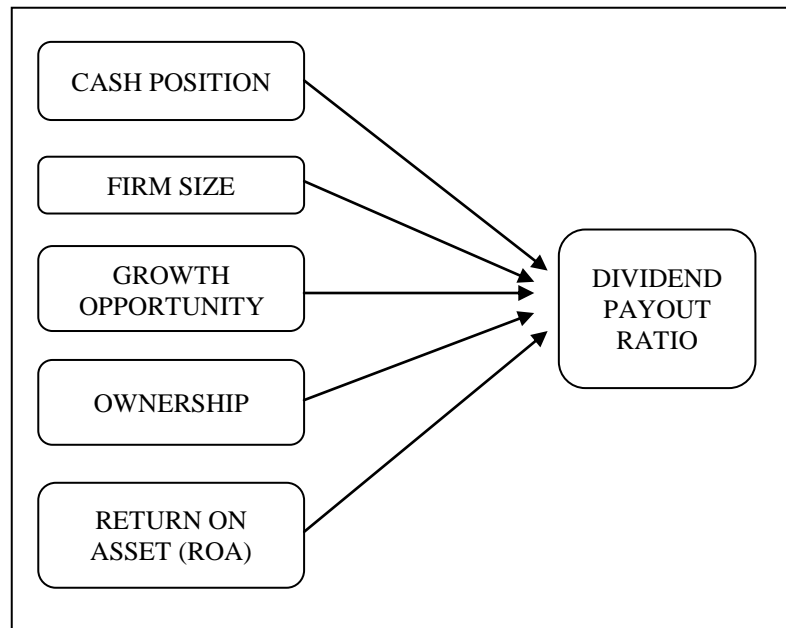 CASH POSITION
FIRM SIZE
GROWTH
OPPORTUNITY
OWNERSHIP
RETURN ON
ASSET (ROA)
DIVIDEND
PAYOUT
RATIO